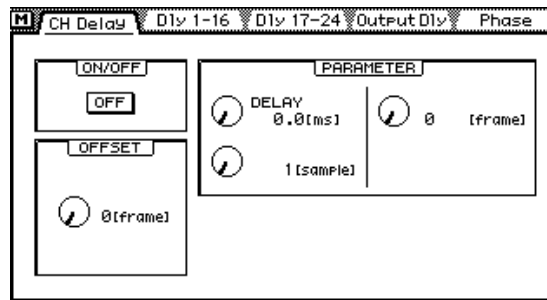 M CH Delay Dly 1-16 Dly 17-24 Output Dly Phase
ON/OFF
OFF
OFFSET
0[frame]
PARAMETER
DELAY
0.0[ms]
1[sample]
0 [frame]